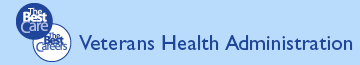 The
Best
Care
The
Best
Careers
Veterans Health Administration